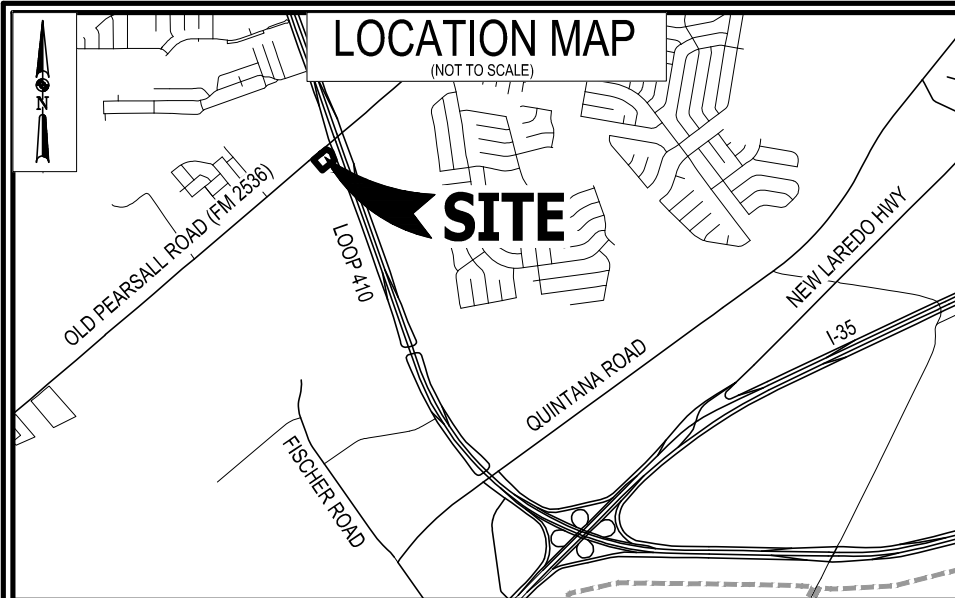 LOCATION MAP
(NOT TO SCALE)
N
SITE
OLD PEARSALL ROAD (FM 2536)
LOOP 410
NEW LAREDO HWY
I-35
QUINTANA ROAD
FISCHER ROAD